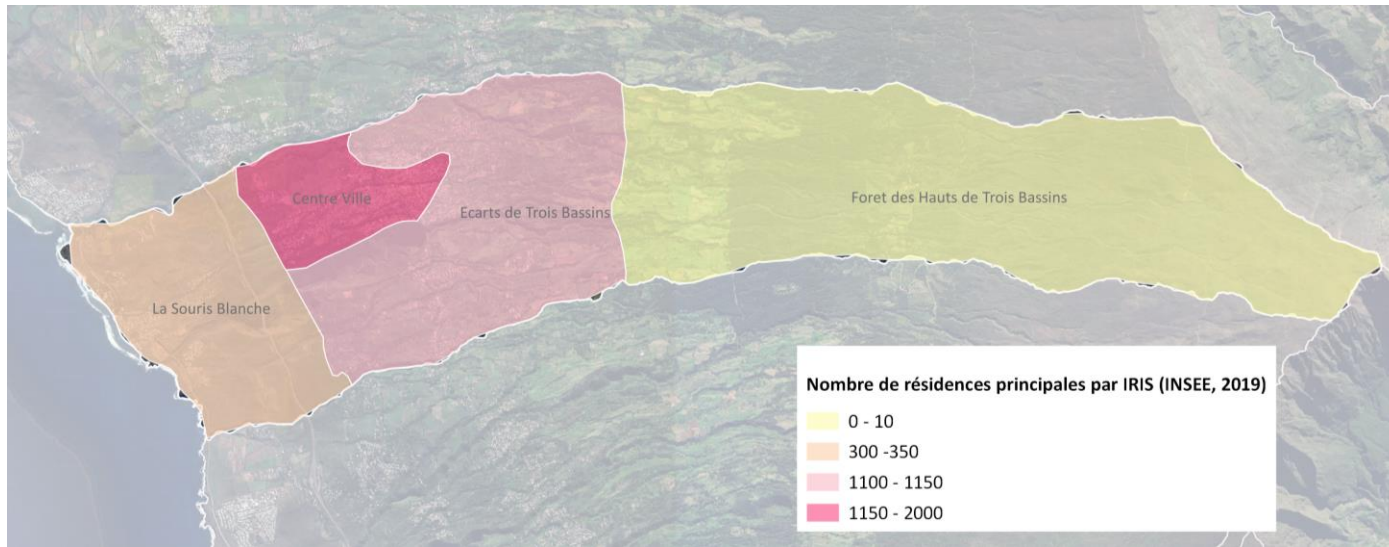 Centre Ville
Foret des Hauts de Trois Bassins
Ecarts de Trois Bassins
La Souris Blanche
Nombre de résidences principales par IRIS (INSEE, 2019)
0 - 10
300 -350
1100 - 1150
1150 - 2000